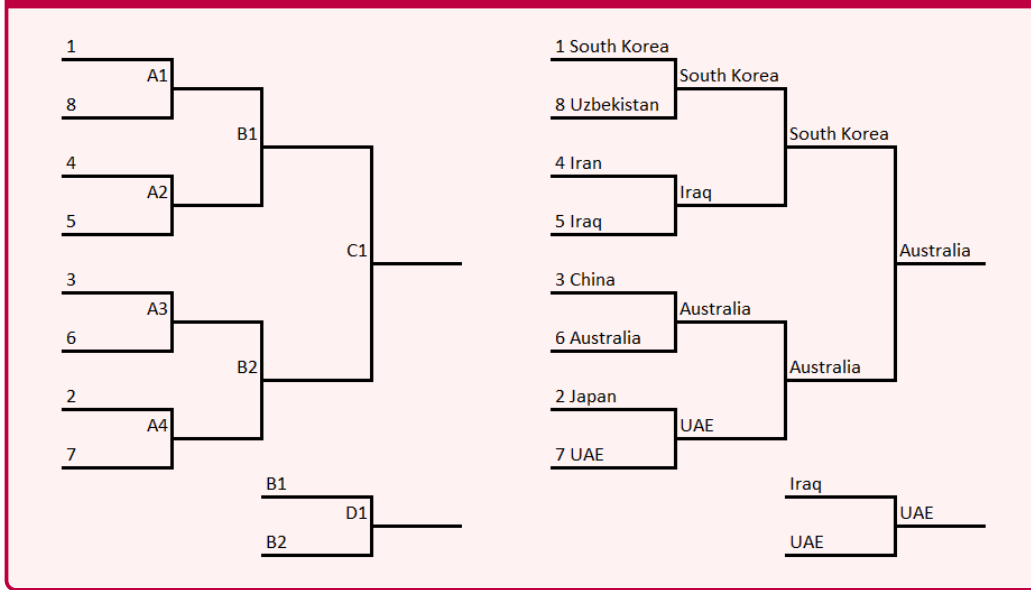 1
A1
8
B1
4
A2
5
C1
3
A3
6
B2
2
A4
7
B1
D1
B2
1 South Korea
South Korea
8 Uzbekistan
South Korea
4 Iran
Iraq
5 Iraq
Australia
3 China
Australia
6 Australia
Australia
2 Japan
UAE
7 UAE
Iraq
UAE
UAE